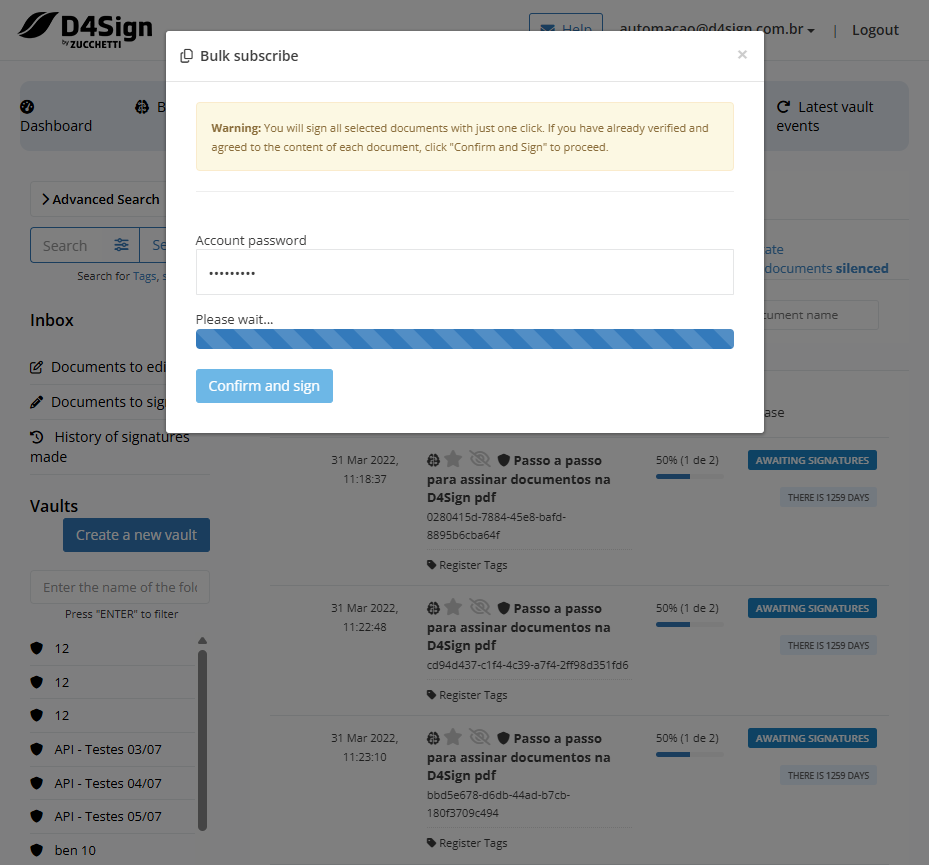 D4Sign
by ZUCCHETTI
Help
automacao@d4sign.com.br
|
Logout
Dashboard
B
Latest vault
events
Bulk subscribe
×
Warning: You will sign all selected documents with just one click. If you have already verified and
agreed to the content of each document, click "Confirm and Sign" to proceed.
Account password
•••••••••
Please wait...
Confirm and sign
Advanced Search
Search
Se
Search for Tags, s
ate
documents silenced
cument name
ase
Inbox
Documents to edi
Documents to sig
History of signatures
made
Vaults
Create a new vault
Enter the name of the fol
Press "ENTER" to filter
12
12
12
API - Testes 03/07
API - Testes 04/07
API - Testes 05/07
ben 10
31 Mar 2022,
11:18:37
Passo a passo
para assinar documentos na
D4Sign pdf
0280415d-7884-45e8-bafd-
8895b6cba64f
Register Tags
50% (1 de 2)
AWAITING SIGNATURES
THERE IS 1259 DAYS
31 Mar 2022,
11:22:48
Passo a passo
para assinar documentos na
D4Sign pdf
cd94d437-c1f4-4c39-a7f4-2ff98d351fd6
Register Tags
50% (1 de 2)
AWAITING SIGNATURES
THERE IS 1259 DAYS
31 Mar 2022,
11:23:10
Passo a passo
para assinar documentos na
D4Sign pdf
bbd5e678-d6db-44ad-b7cb-
180f3709c494
Register Tags
50% (1 de 2)
AWAITING SIGNATURES
THERE IS 1259 DAYS